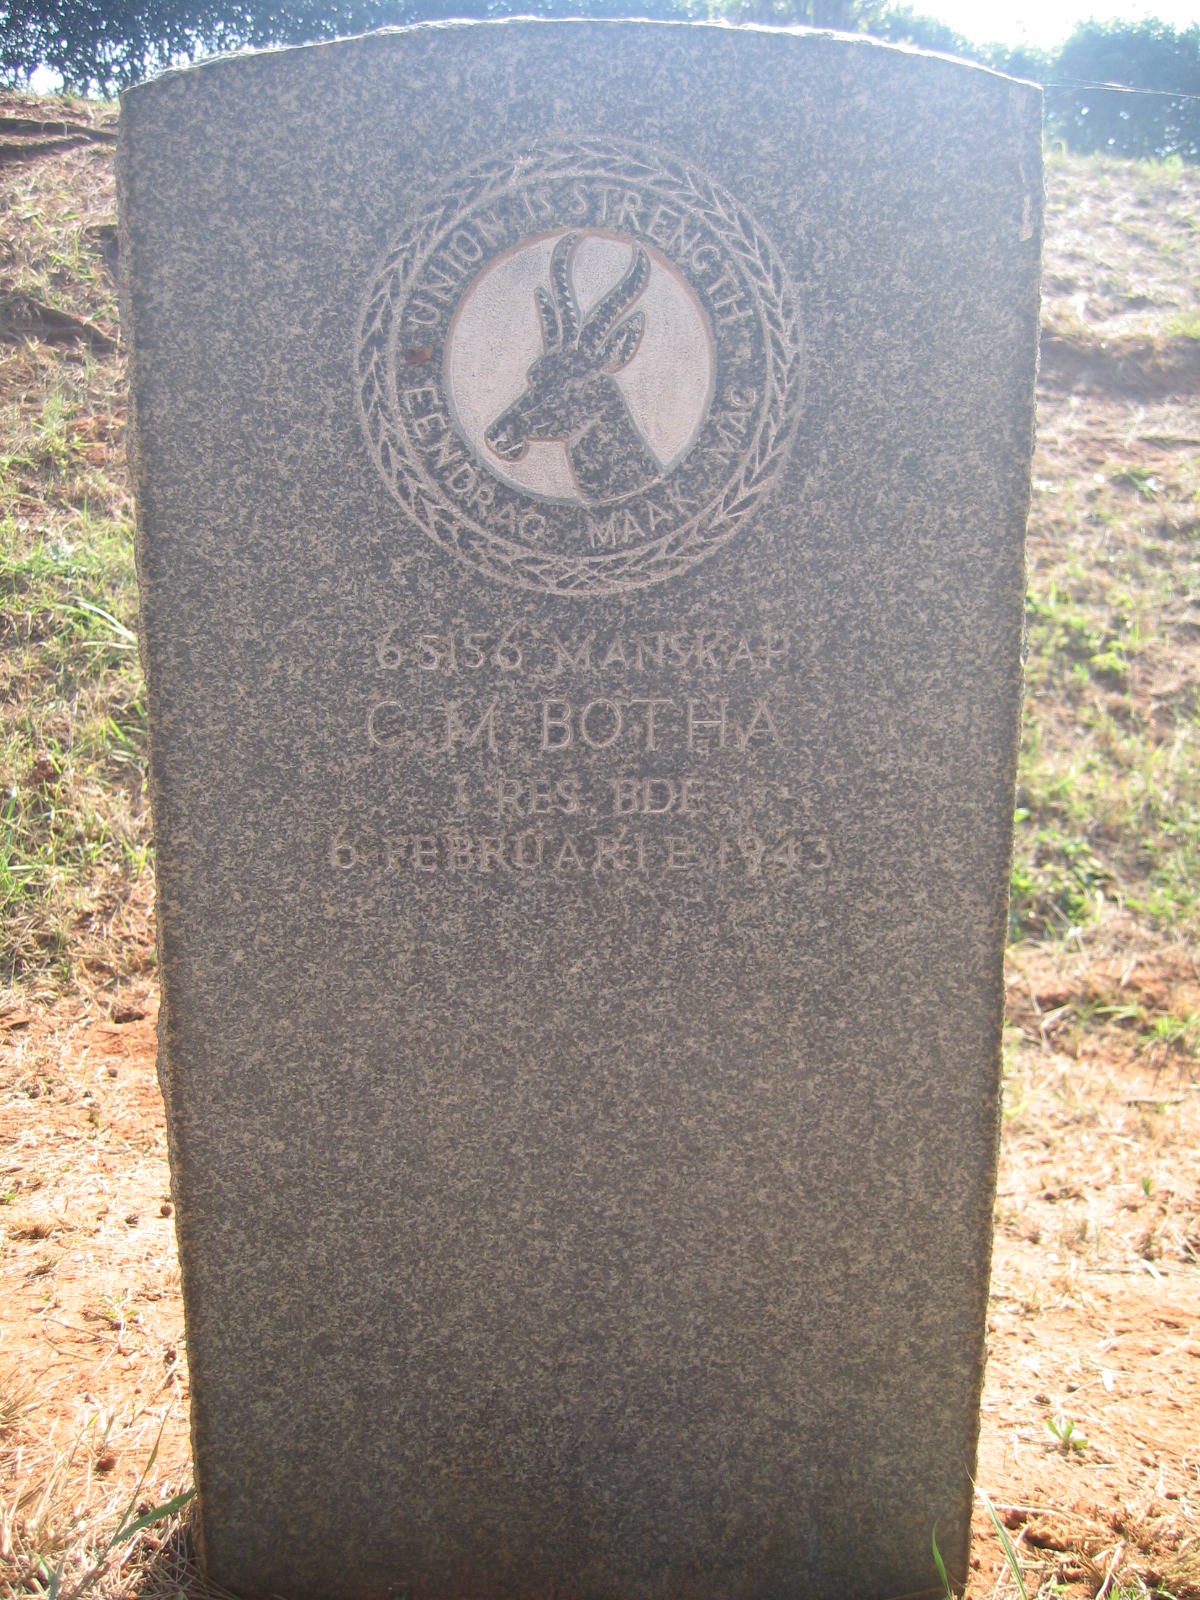 UNION IS STRENGTH
EENDRAG MAAK MAG
65156 MANSKAP
C. M. BOTHA
1 RES. BDE
6 FEBRUARIE 1943